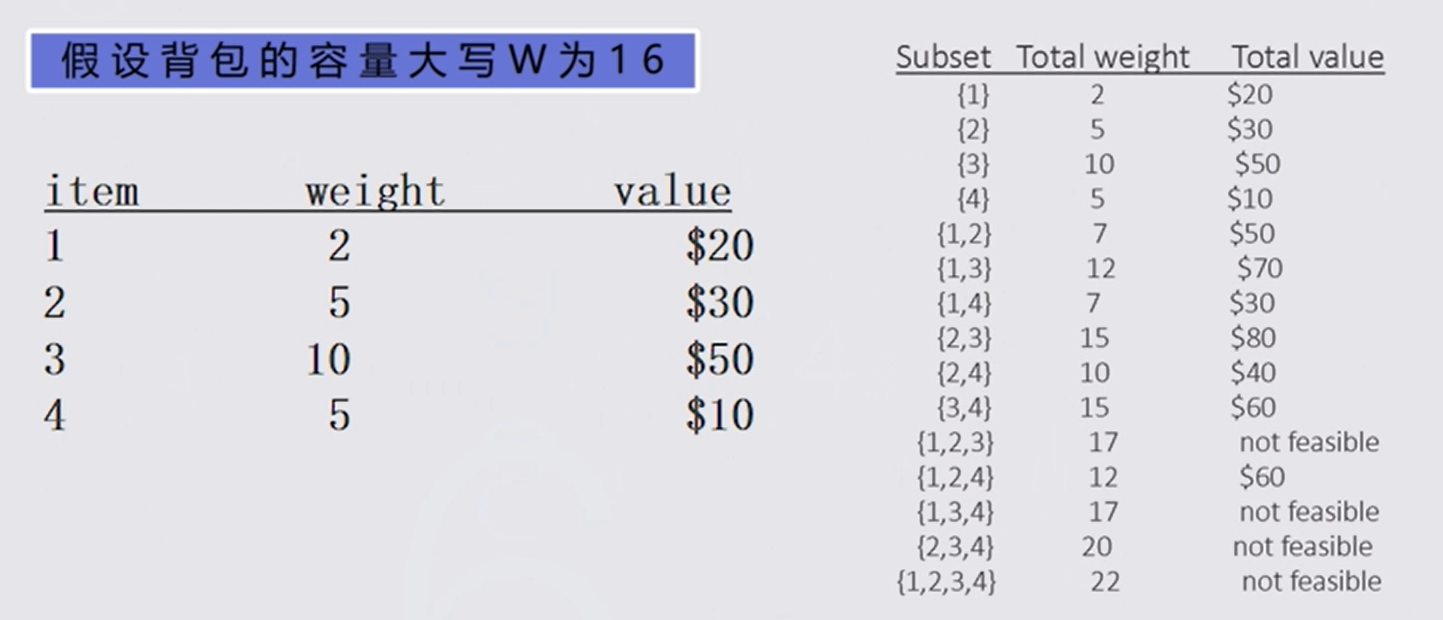 假设背包的容量大写W为16
item weight value
1 2 $20
2 5 $30
3 10 $50
4 5 $10
Subset Total weight Total value
{1} 2 $20
{2} 5 $30
{3} 10 $50
{4} 5 $10
{1,2} 7 $50
{1,3} 12 $70
{1,4} 7 $30
{2,3} 15 $80
{2,4} 10 $40
{3,4} 15 $60
{1,2,3} 17 not feasible
{1,2,4} 12 $60
{1,3,4} 17 not feasible
{2,3,4} 20 not feasible
{1,2,3,4} 22 not feasible